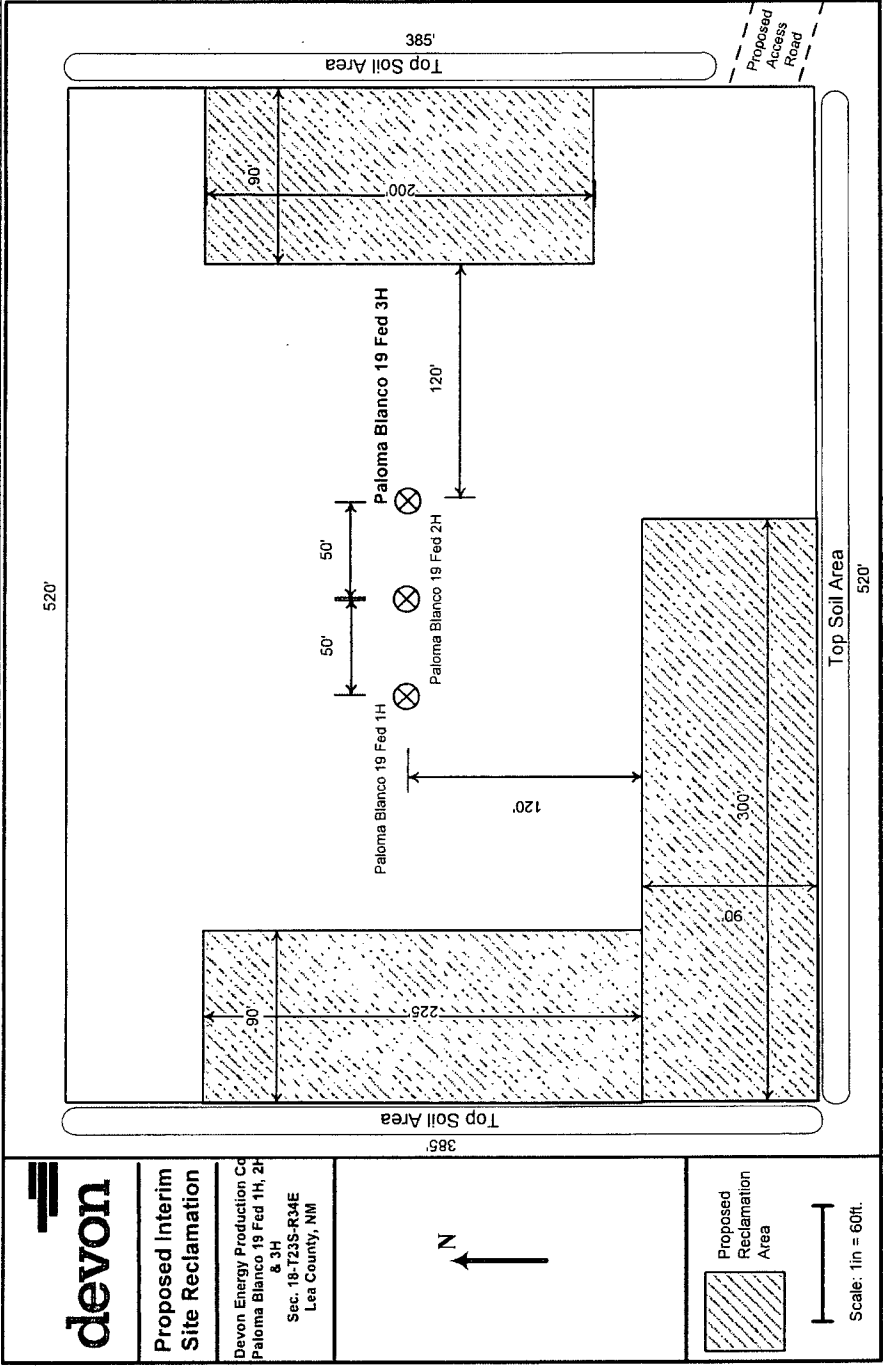 devon
Proposed Interim
Site Reclamation
Devon Energy Production Co
Paloma Blanco 19 Fed 1H, 2H
& 3H
Sec. 18-T23S-R34E
Lea County, NM
N
Proposed
Reclamation
Area
Scale: 1in = 60ft.
520'
385'
Top Soil Area
Proposed
Access
Road
90'
200'
Paloma Blanco 19 Fed 3H
120'
50'
50'
Paloma Blanco 19 Fed 2H
Paloma Blanco 19 Fed 1H
120'
90'
225'
300'
90'
Top Soil Area
385'
Top Soil Area
520'